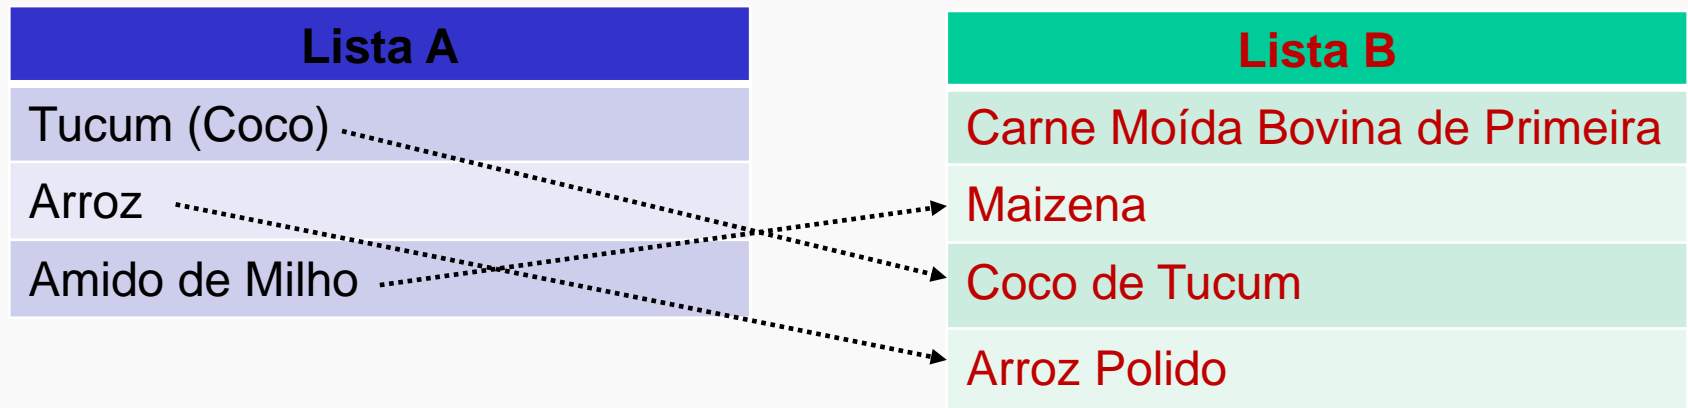 Lista A
Tucum (Coco)
Arroz
Amido de Milho
Lista B
Carne Moída Bovina de Primeira
Maizena
Coco de Tucum
Arroz Polido